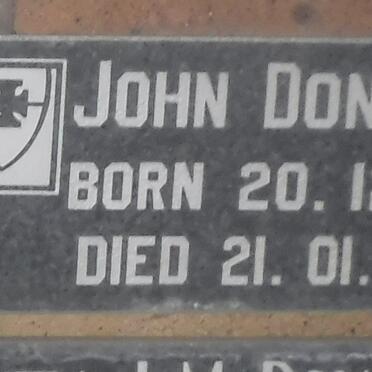 JOHN DON
BORN 20. 1
DIED 21. 01.